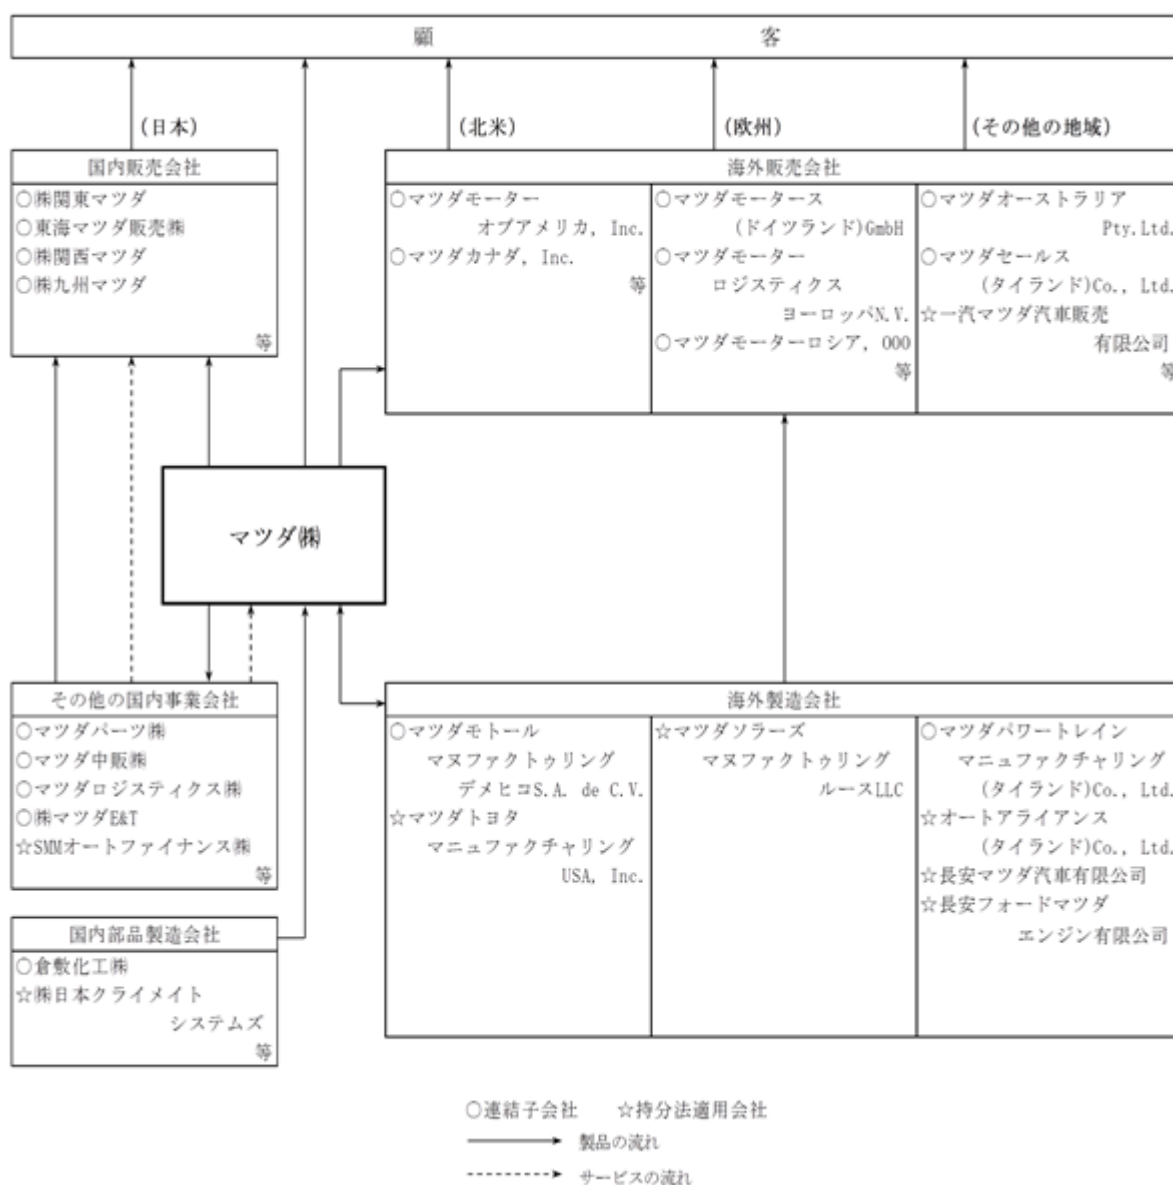 顧 客
(日本)
(北米)
(欧州)
(その他の地域)
国内販売会社
○㈱関東マツダ
○東海マツダ販売㈱
○㈱関西マツダ
○㈱九州マツダ
等
海外販売会社
○マツダモーター
オブアメリカ, Inc.
○マツダカナダ, Inc.
等
○マツダモータース
(ドイツランド)GmbH
○マツダモーター
ロジスティクス
ヨーロッパN.V.
○マツダモーターロシア, OOO
等
○マツダオーストラリア
Pty.Ltd.
○マツダセールス
(タイランド)Co., Ltd.
☆一汽マツダ汽車販売
有限公司
等
マツダ㈱
その他の国内事業会社
○マツダパーツ㈱
○マツダ中販㈱
○マツダロジスティクス㈱
○㈱マツダE&T
☆SMMオートファイナンス㈱
等
国内部品製造会社
○倉敷化工㈱
☆㈱日本クライメイト
システムズ
等
海外製造会社
○マツダモトール
マヌファクトゥリング
デメヒコS.A. de C.V.
☆マツダトヨタ
マニュファクチャリング
USA, Inc.
☆マツダソラーズ
マヌファクトゥリング
ルースLLC
○マツダパワートレイン
マニュファクチャリング
(タイランド)Co., Ltd.
☆オートアライアンス
(タイランド)Co., Ltd.
☆長安マツダ汽車有限公司
☆長安フォードマツダ
エンジン有限公司
○連結子会社 ☆持分法適用会社
製品の流れ
サービスの流れ